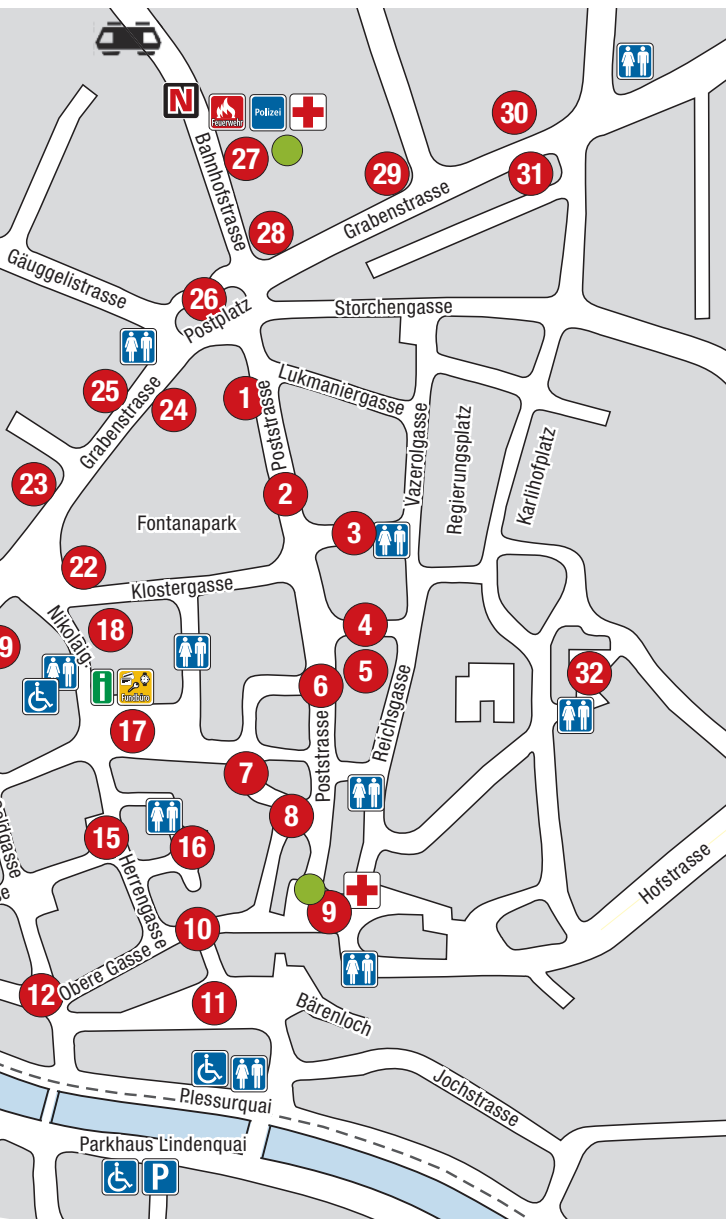 N
Feuerwehr
Polizei
30
27
Bahnhofstrasse
29
31
Grabenstrasse
28
Gäuggelistrasse
26
Postplatz
Storchengasse
25
24
1
Poststrasse
Lukmaniergasse
Grabenstrasse
Vazerolgasse
Regierungsplatz
Karlihofplatz
23
2
Fontanapark
3
22
Klostergasse
Nikolaig.
18
4
9
5
32
i
Fundbüro
6
17
Poststrasse
Reichsgasse
7
8
15
16
Herrengasse
Hofstrasse
9
10
Obere Gasse
12
11
Bärenloch
Plessurquai
Jochstrasse
Parkhaus Lindenquai
P